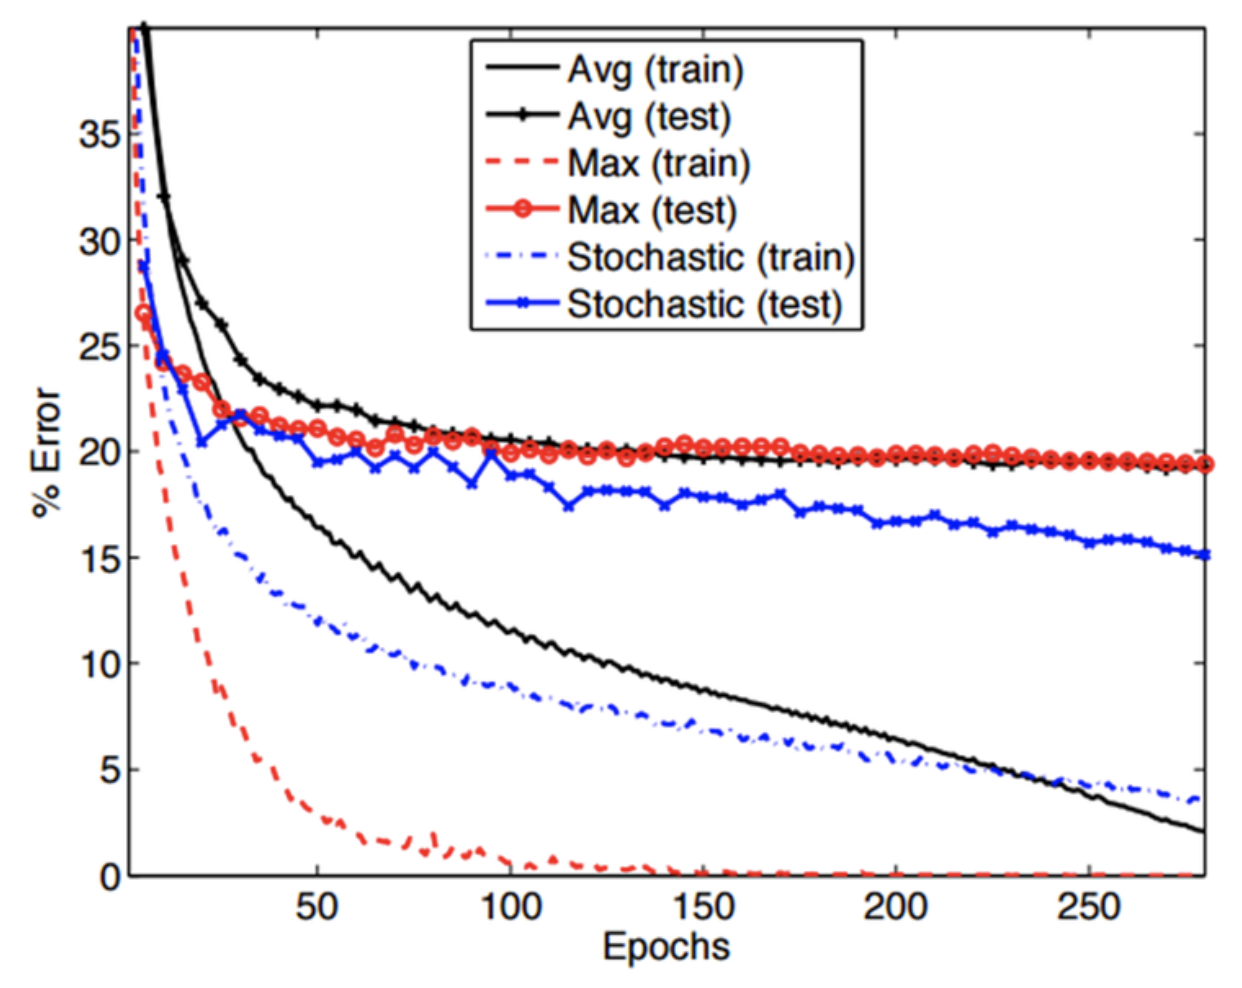 Avg (train)
Avg (test)
Max (train)
Max (test)
Stochastic (train)
Stochastic (test)
% Error
35
30
25
20
15
10
5
0
50 100 150 200 250
Epochs